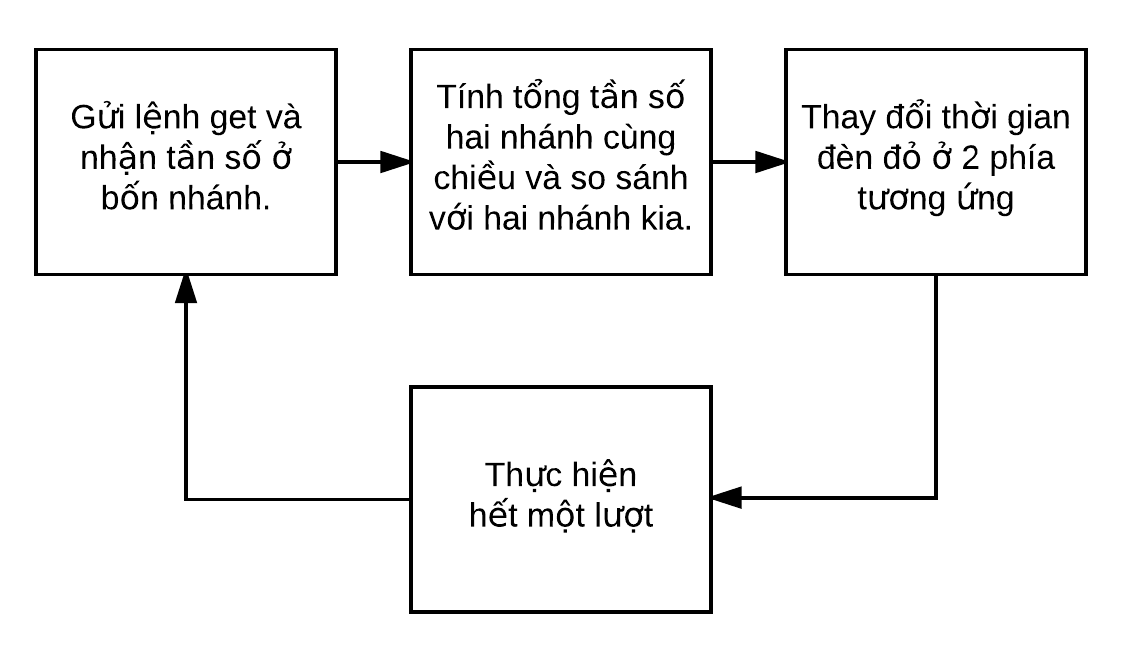 Gửi lệnh get và
nhận tần số ở
bốn nhánh.
Tính tổng tần số
hai nhánh cùng
chiều và so sánh
với hai nhánh kia.
Thay đổi thời gian
đèn đỏ ở 2 phía
tương ứng
Thực hiện
hết một lượt